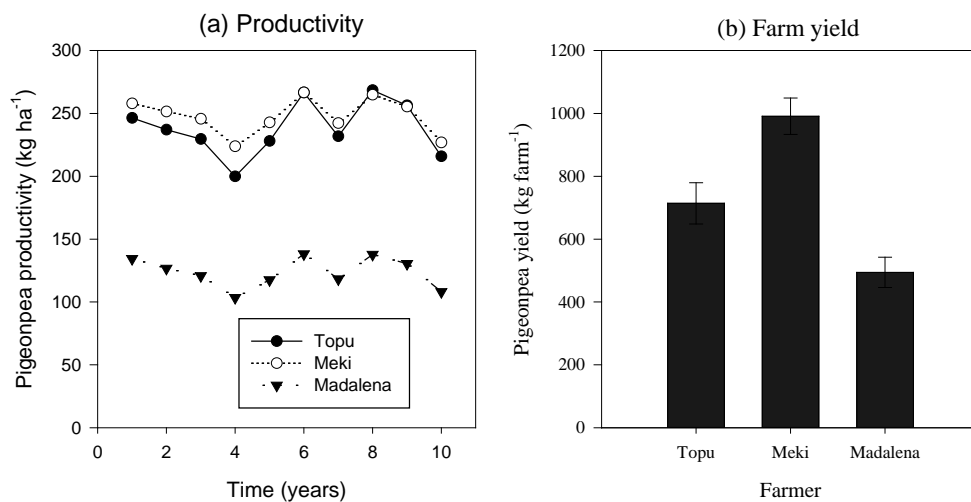 (a) Productivity
Pigeonpea productivity (kg ha⁻¹)
300
250
200
150
100
50
0
Topu
Meki
Madalena
0 2 4 6 8 10
Time (years)
(b) Farm yield
Pigeonpea yield (kg farm⁻¹)
1200
1000
800
600
400
200
0
Topu Meki Madalena
Farmer